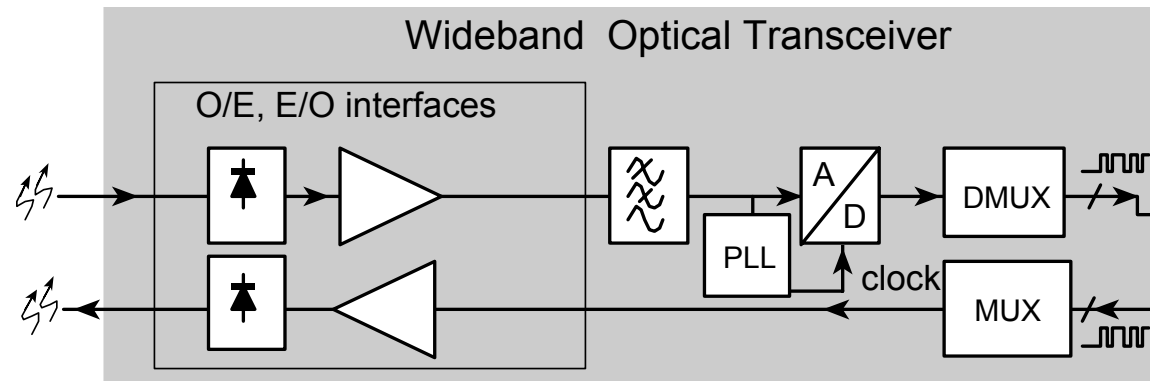 Wideband Optical Transceiver
O/E, E/O interfaces
A
D
DMUX
PLL
clock
MUX